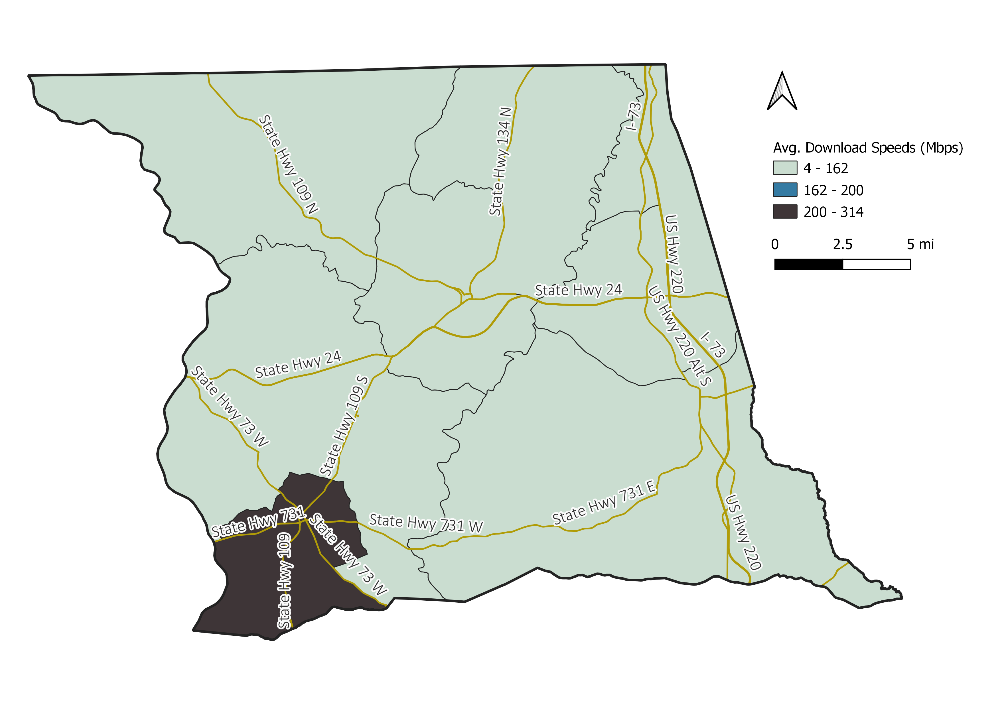 I- 73
State Hwy 134 N
State Hwy 109 N
Avg. Download Speeds (Mbps)
4 - 162
162 - 200
200 - 314
0 2.5 5 mi
US Hwy 220
State Hwy 24
US Hwy 220 Alt S
I- 73
State Hwy 24
State Hwy 73 W
State Hwy 109 S
State Hwy 731 E
State Hwy 731
State Hwy 731 W
State Hwy 73 W
State Hwy 109
US Hwy 220